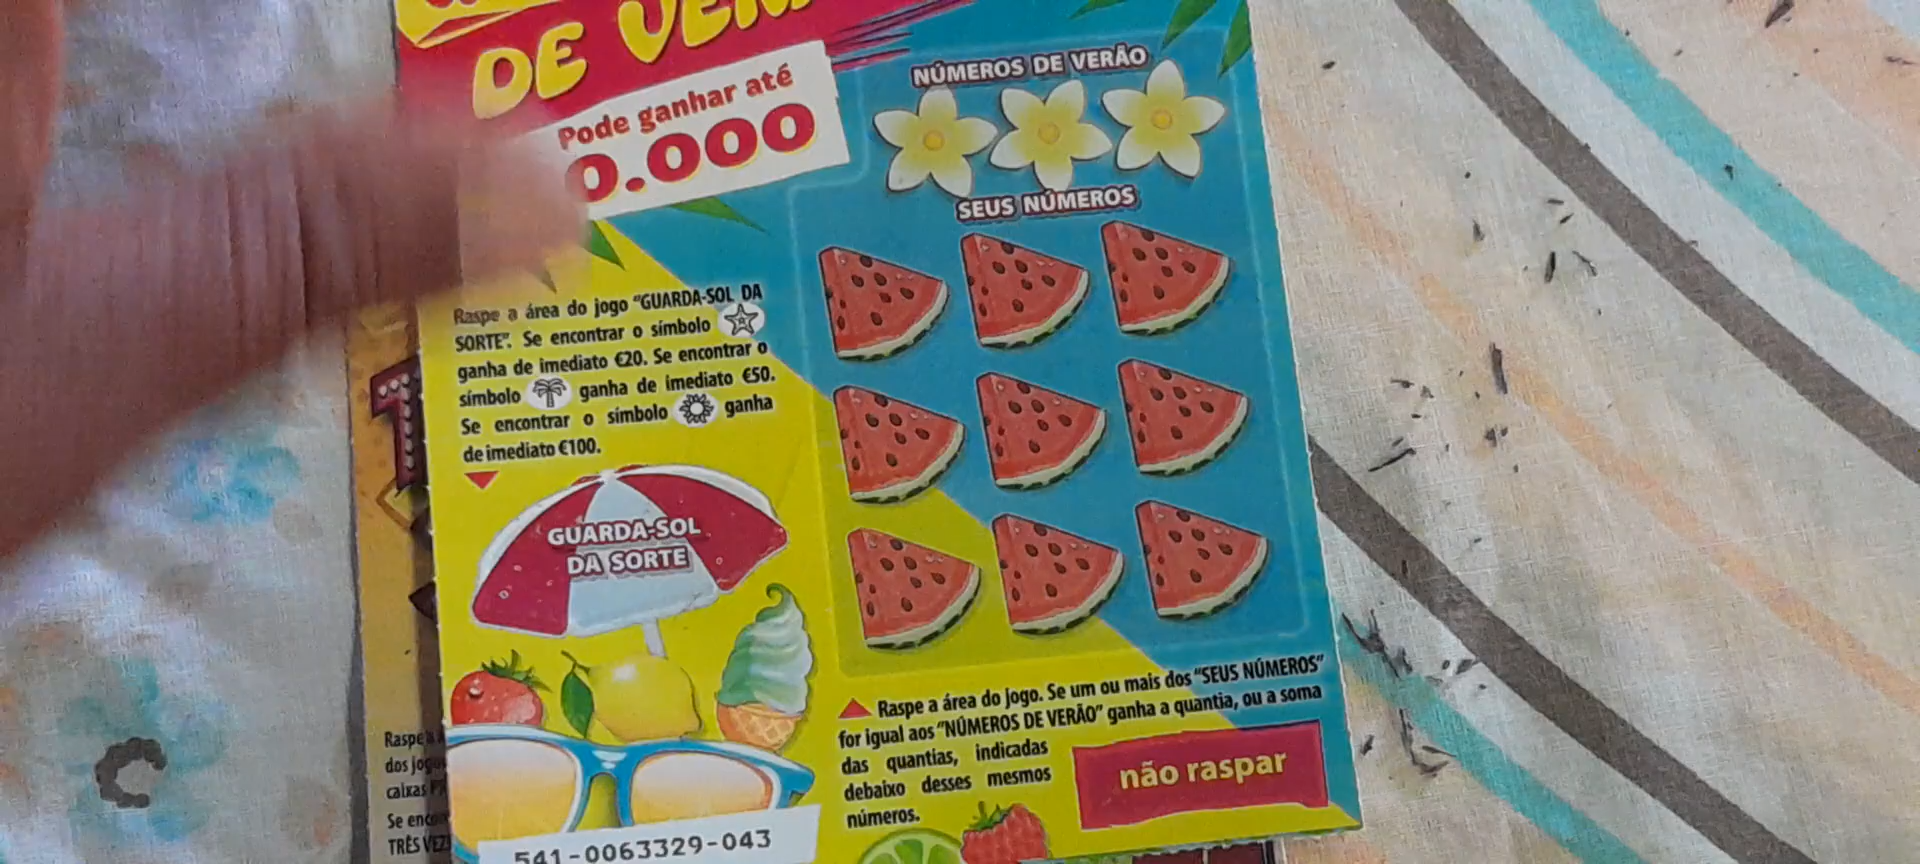 DE
Pode ganhar até
0.000
NÚMEROS DE VERÃO
SEUS NÚMEROS
Raspe a área do jogo "GUARDA-SOL DA
SORTE". Se encontrar o símbolo
ganha de imediato €20. Se encontrar o
símbolo ganha de imediato €50.
Se encontrar o símbolo ganha
de imediato €100.
GUARDA-SOL
DA SORTE
Raspe a área do jogo. Se um ou mais dos "SEUS NÚMEROS"
for igual aos "NÚMEROS DE VERÃO" ganha a quantia, ou a soma
das quantias, indicadas
debaixo desses mesmos
números.
não raspar
541-0063329-043
Raspe
dos
caixas
Se
TRÊS